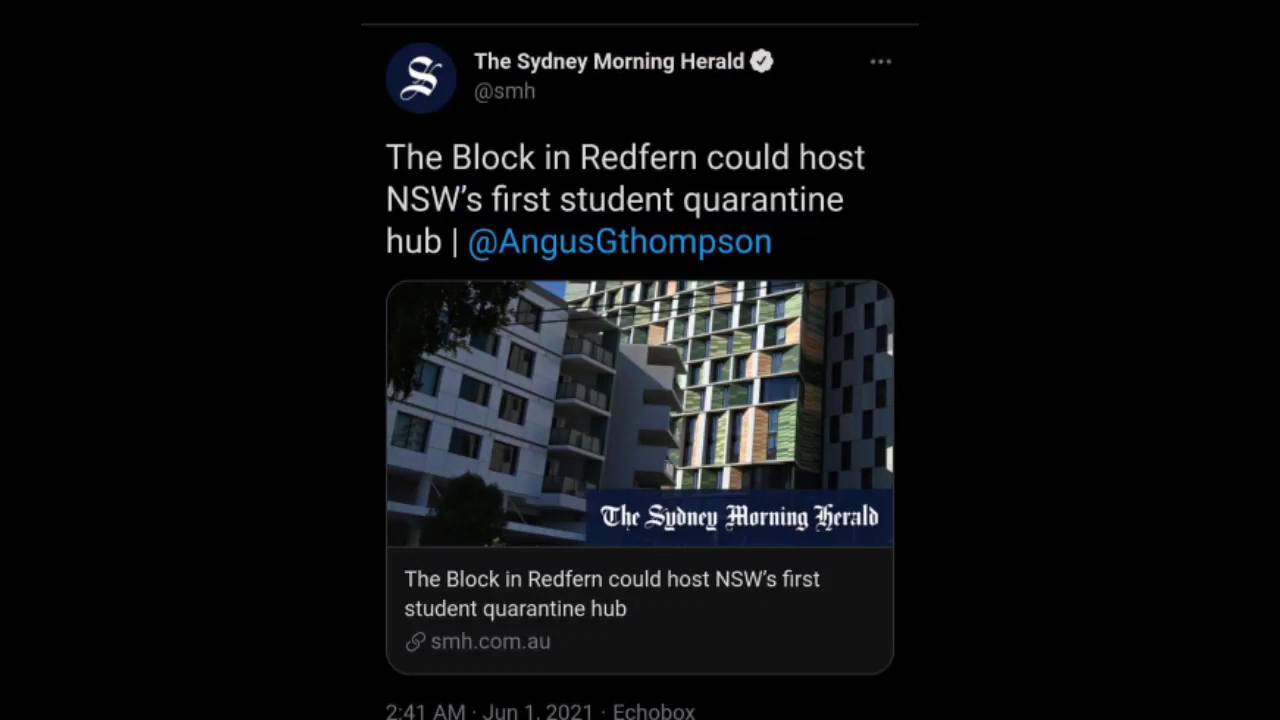 The Sydney Morning Herald
@smh
The Block in Redfern could host
NSW’s first student quarantine
hub | @AngusGthompson
The Sydney Morning Herald
The Block in Redfern could host NSW’s first
student quarantine hub
smh.com.au
2:41 AM · Jun 1, 2021 · Echobox